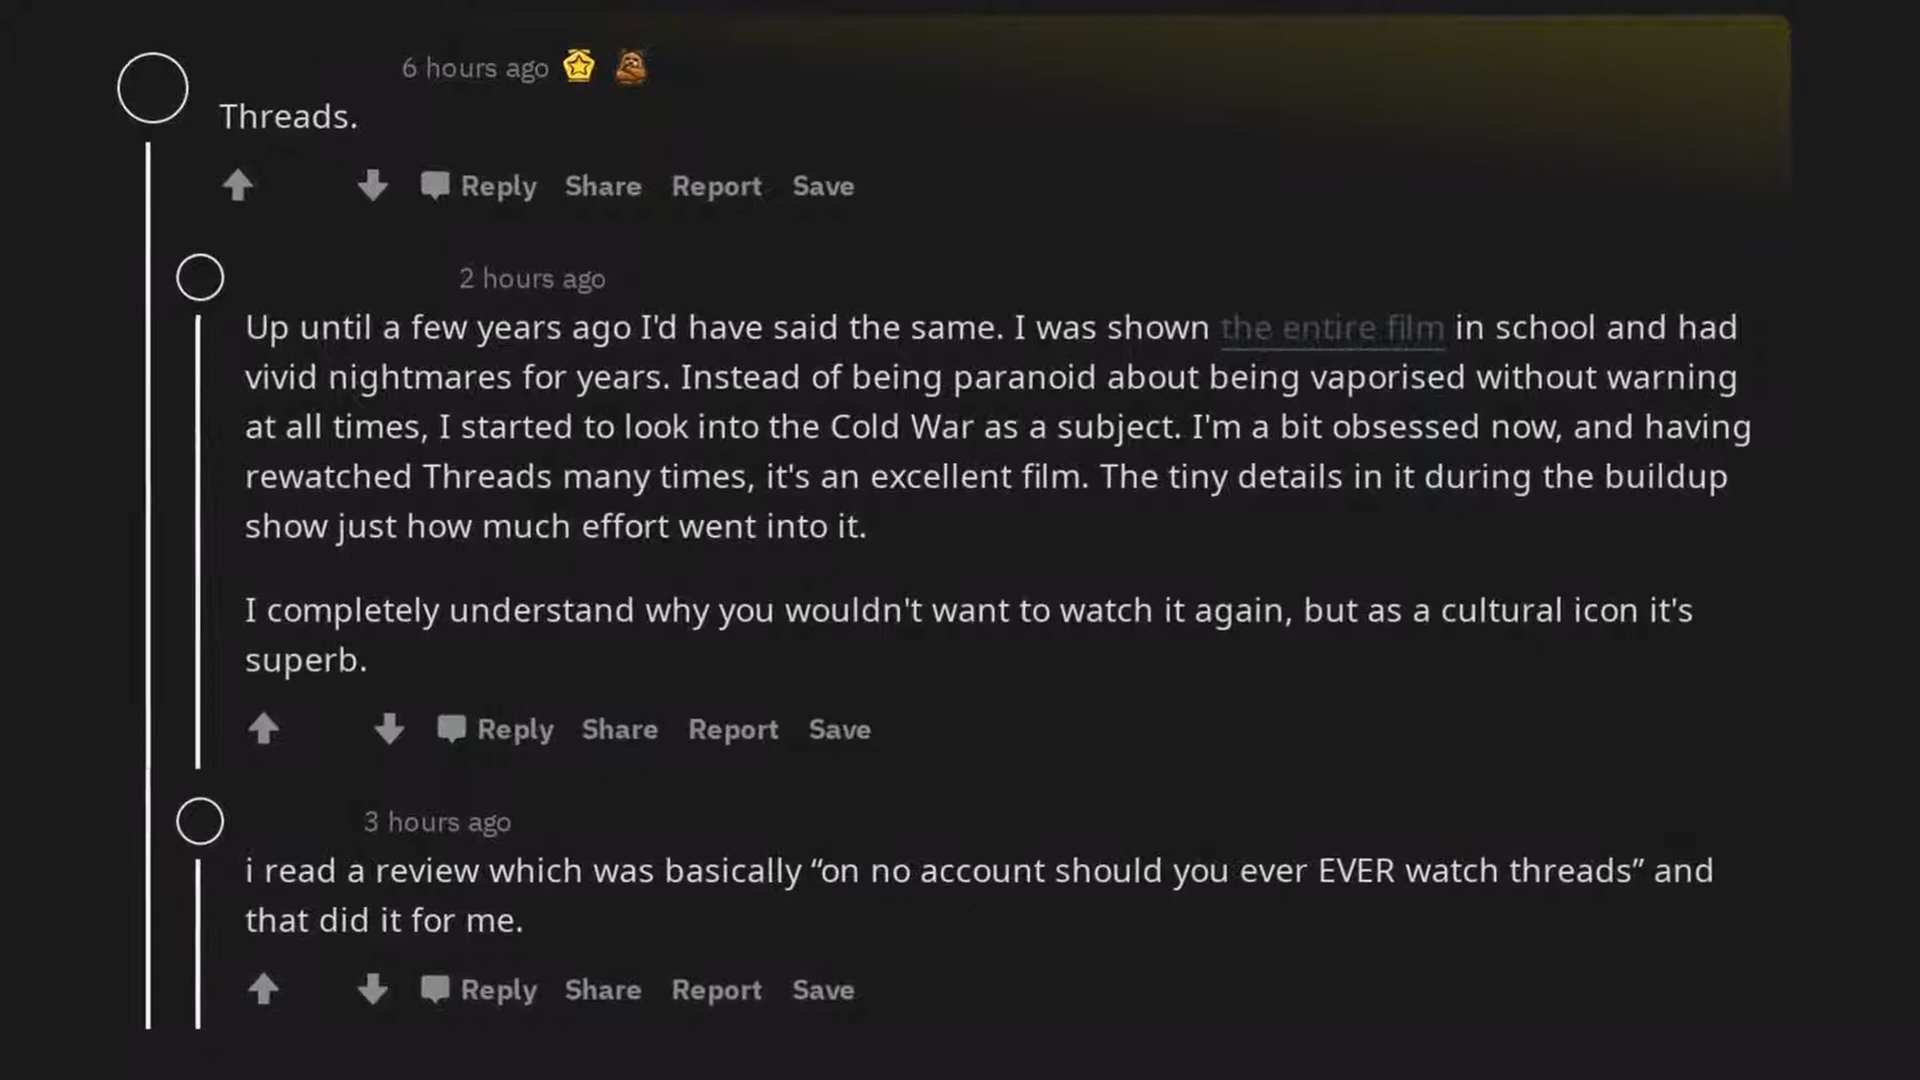 6 hours ago
Threads.
Reply Share Report Save
2 hours ago
Up until a few years ago I'd have said the same. I was shown the entire film in school and had
vivid nightmares for years. Instead of being paranoid about being vaporised without warning
at all times, I started to look into the Cold War as a subject. I'm a bit obsessed now, and having
rewatched Threads many times, it's an excellent film. The tiny details in it during the buildup
show just how much effort went into it.
I completely understand why you wouldn't want to watch it again, but as a cultural icon it's
superb.
Reply Share Report Save
3 hours ago
i read a review which was basically “on no account should you ever EVER watch threads” and
that did it for me.
Reply Share Report Save